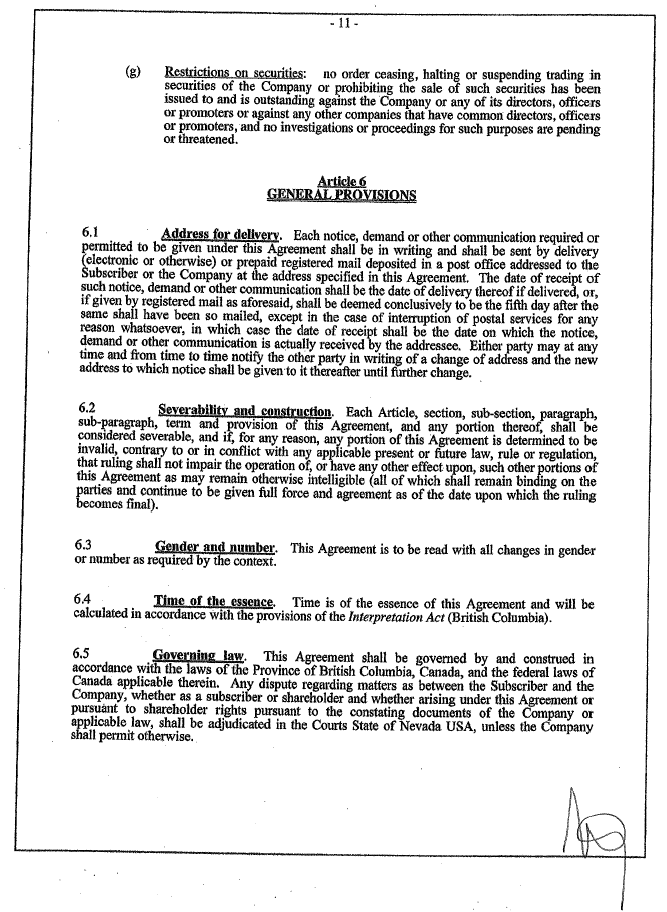 - 11 -
(g) Restrictions on securities: no order ceasing, halting or suspending trading in
securities of the Company or prohibiting the sale of such securities has been
issued to and is outstanding against the Company or any of its directors, officers
or promoters or against any other companies that have common directors, officers
or promoters, and no investigations or proceedings for such purposes are pending
or threatened.
Article 6
GENERAL PROVISIONS
6.1 Address for delivery. Each notice, demand or other communication required or
permitted to be given under this Agreement shall be in writing and shall be sent by delivery
(electronic or otherwise) or prepaid registered mail deposited in a post office addressed to the
Subscriber or the Company at the address specified in this Agreement. The date of receipt of
such notice, demand or other communication shall be the date of delivery thereof if delivered, or,
if given by registered mail as aforesaid, shall be deemed conclusively to be the fifth day after the
same shall have been so mailed, except in the case of interruption of postal services for any
reason whatsoever, in which case the date of receipt shall be the date on which the notice,
demand or other communication is actually received by the addressee. Either party may at any
time and from time to time notify the other party in writing of a change of address and the new
address to which notice shall be given to it thereafter until further change.
6.2 Severability and construction. Each Article, section, sub-section, paragraph,
sub-paragraph, term and provision of this Agreement, and any portion thereof, shall be
considered severable, and if, for any reason, any portion of this Agreement is determined to be
invalid, contrary to or in conflict with any applicable present or future law, rule or regulation,
that ruling shall not impair the operation of, or have any other effect upon, such other portions of
this Agreement as may remain otherwise intelligible (all of which shall remain binding on the
parties and continue to be given full force and agreement as of the date upon which the ruling
becomes final).
6.3 Gender and number. This Agreement is to be read with all changes in gender
or number as required by the context.
6.4 Time of the essence. Time is of the essence of this Agreement and will be
calculated in accordance with the provisions of the Interpretation Act (British Columbia).
6.5 Governing law. This Agreement shall be governed by and construed in
accordance with the laws of the Province of British Columbia, Canada, and the federal laws of
Canada applicable therein. Any dispute regarding matters as between the Subscriber and the
Company, whether as a subscriber or shareholder and whether arising under this Agreement or
pursuant to shareholder rights pursuant to the constating documents of the Company or
applicable law, shall be adjudicated in the Courts State of Nevada USA, unless the Company
shall permit otherwise.